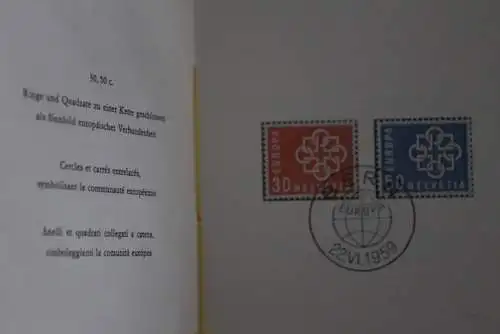 30, 50 c.
Ringe und Quadrate zu einer Kette geschlossen
als Sinnbild europäischer Verbundenheit
Cercles et carrés entrelacés,
symbolisant la communauté européenne
Anelli et quadrati collegati a catena,
simboleggianti la comunità europea
EUROPA
30 HELVETIA
EUROPA
50 HELVETIA
EUROPA
22.VI.1959